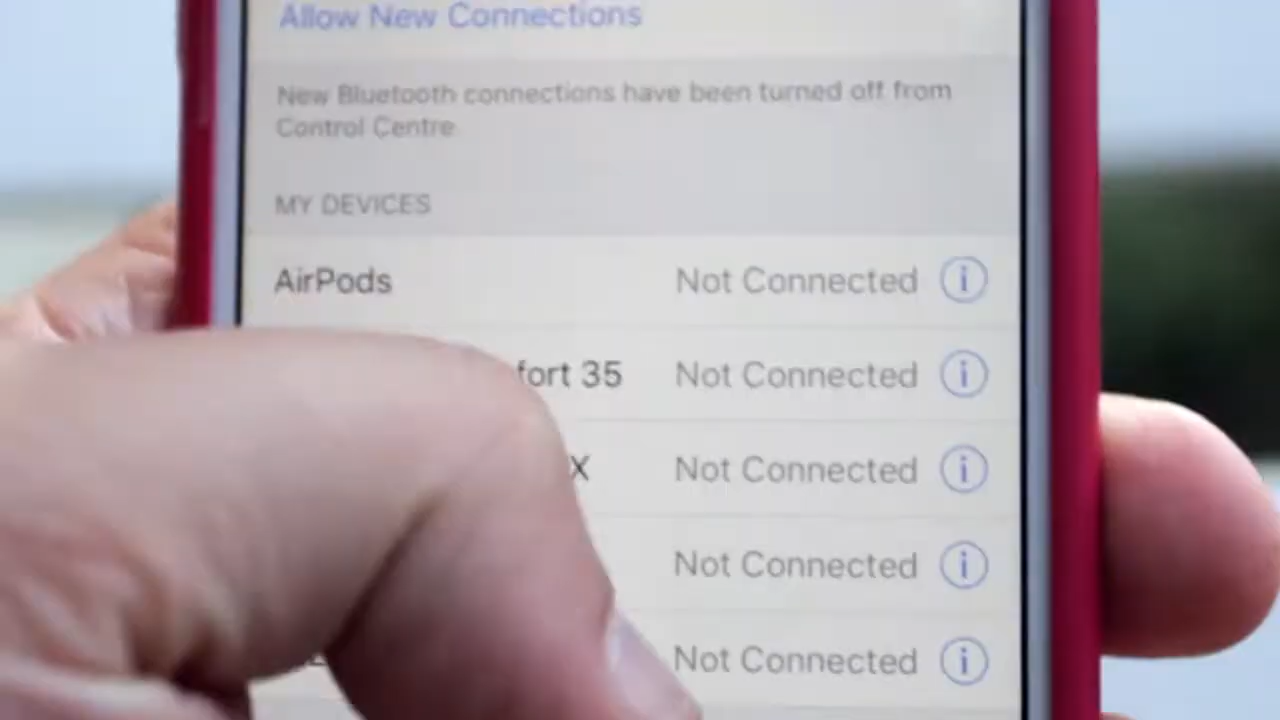 Allow New Connections
New Bluetooth connections have been turned off from
Control Centre
MY DEVICES
AirPods Not Connected
fort 35 Not Connected
X Not Connected
Not Connected
Not Connected